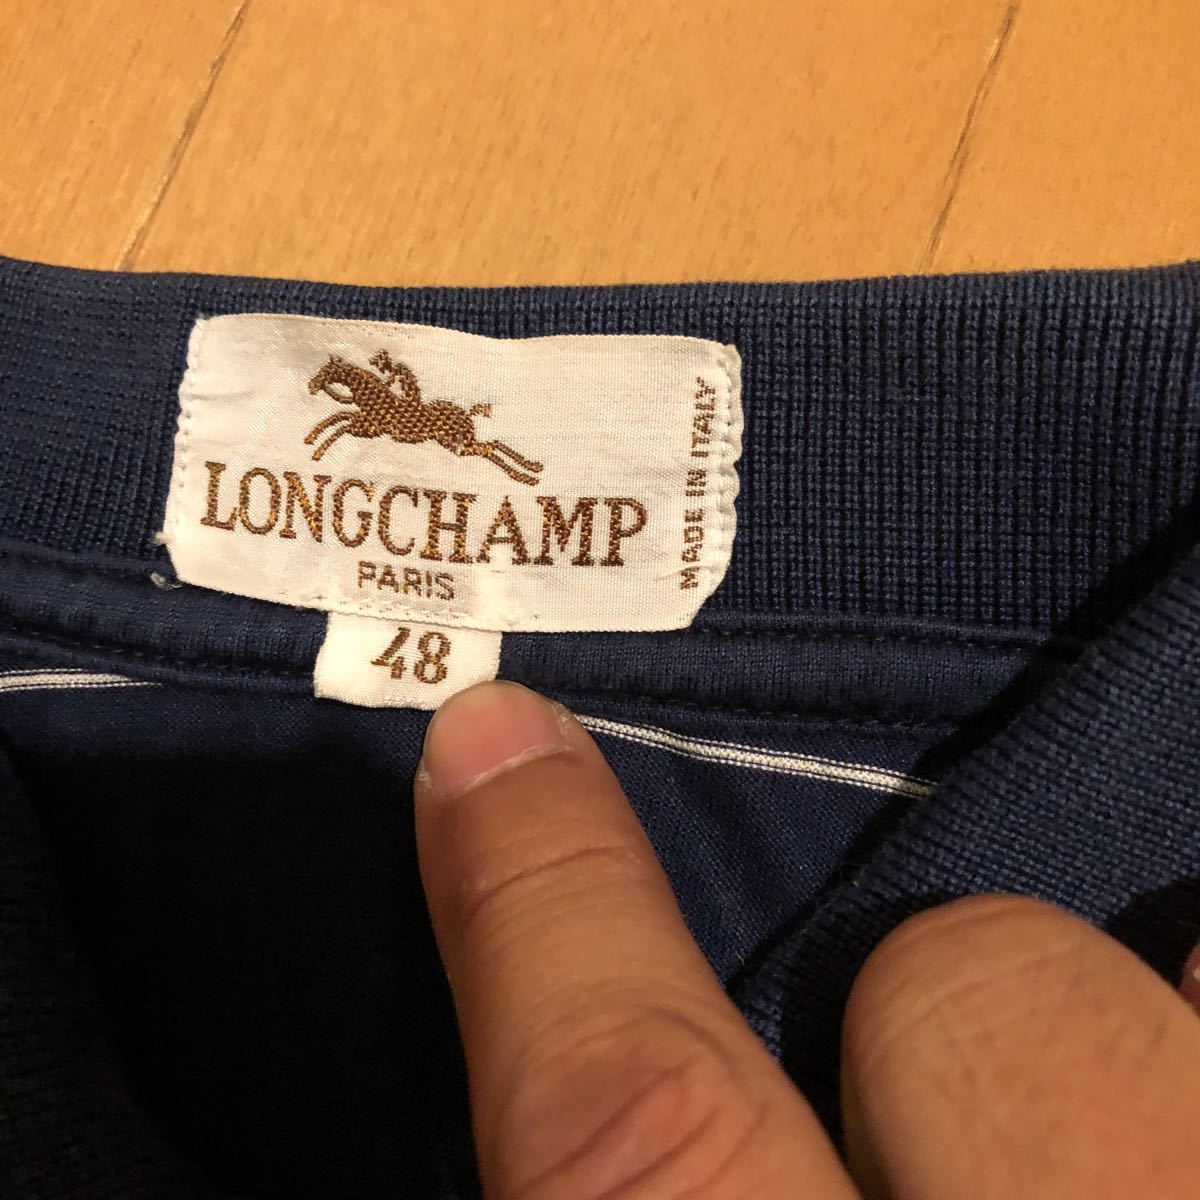 LONGCHAMP
PARIS
MADE IN ITALY
48